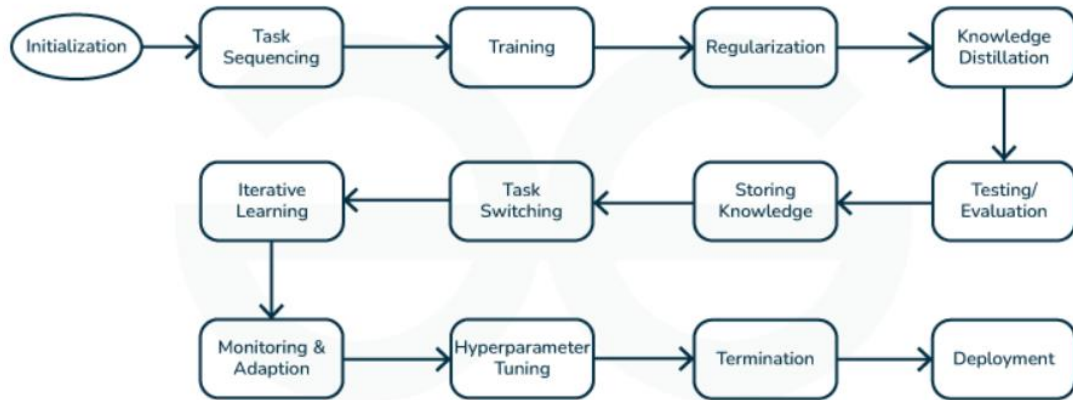 Initialization
Task
Sequencing
Training
Regularization
Knowledge
Distillation
Testing/
Evaluation
Storing
Knowledge
Task
Switching
Iterative
Learning
Monitoring &
Adaption
Hyperparameter
Tuning
Termination
Deployment